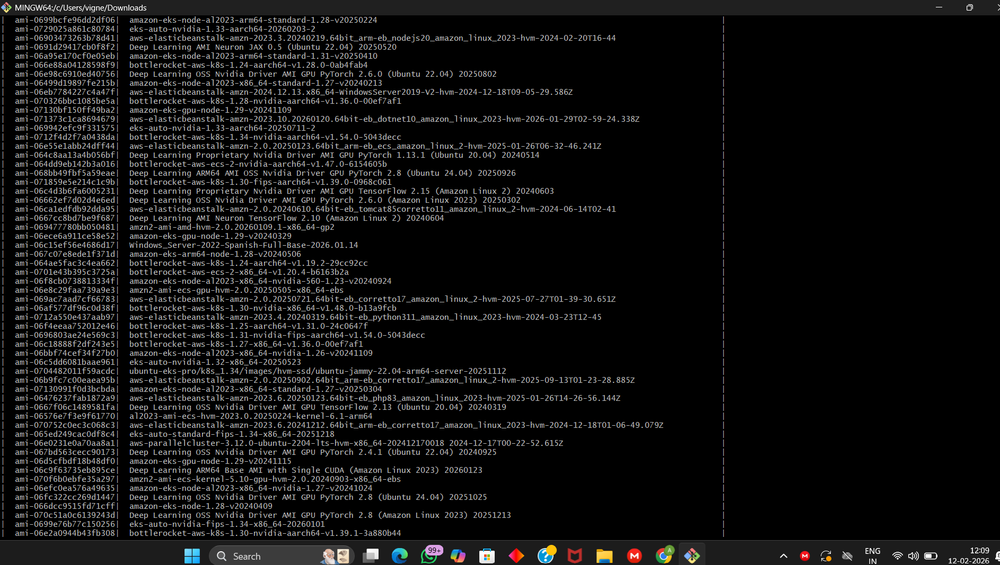 MINGW64:/c/Users/vigne/Downloads
| ami-0699bcfe96dd2df06| amazon-eks-node-al2023-arm64-standard-1.28-v20250224 |
| ami-0729025a861c80784| eks-auto-nvidia-1.33-aarch64-20260203-2 |
| ami-06903473263b78d41| aws-elasticbeanstalk-amzn-2023.3.20240219.64bit_arm-eb_nodejs20_amazon_linux_2023-hvm-2024-02-20T16-44 |
| ami-0691d29417cb0f8f2| Deep Learning AMI Neuron JAX 0.5 (Ubuntu 22.04) 20250520 |
| ami-06a95e170cf0e05eb| amazon-eks-node-al2023-arm64-standard-1.31-v20250410 |
| ami-066e88a04128598f9| bottlerocket-aws-k8s-1.24-aarch64-v1.28.0-0ab4fab4 |
| ami-06e98c6910ed40756| Deep Learning OSS Nvidia Driver AMI GPU PyTorch 2.6.0 (Ubuntu 22.04) 20250802 |
| ami-06499d19897fe215b| amazon-eks-node-al2023-x86_64-standard-1.27-v20240213 |
| ami-06eb7784227c4a47f| aws-elasticbeanstalk-amzn-2024.12.13.x86_64-WindowsServer2019-V2-hvm-2024-12-18T09-05-29.586Z |
| ami-070326bbc1085be5a| bottlerocket-aws-k8s-1.28-nvidia-aarch64-v1.36.0-00ef7af1 |
| ami-07130bf150ff49ba2| amazon-eks-gpu-node-1.29-v20241109 |
| ami-071373c1ca8694679| aws-elasticbeanstalk-amzn-2023.10.20260120.64bit-eb_dotnet10_amazon_linux_2023-hvm-2026-01-29T02-59-24.338Z |
| ami-069942efc9f331575| eks-auto-nvidia-1.33-aarch64-20250711-2 |
| ami-0712f4d2f7a0438da| bottlerocket-aws-k8s-1.34-nvidia-aarch64-v1.54.0-5043decc |
| ami-06e55e1abb24dff44| aws-elasticbeanstalk-amzn-2.0.20250123.64bit_arm-eb_ecs_amazon_linux_2-hvm-2025-01-26T06-32-46.241Z |
| ami-064c8aa13a4b056bf| Deep Learning Proprietary Nvidia Driver AMI GPU PyTorch 1.13.1 (Ubuntu 20.04) 20240514 |
| ami-064dd9eb142b3a016| bottlerocket-aws-ecs-2-nvidia-aarch64-v1.47.0-6154605b |
| ami-068bb49fbf5a59eae| Deep Learning ARM64 AMI OSS Nvidia Driver GPU PyTorch 2.8 (Ubuntu 24.04) 20250926 |
| ami-071859e5e214c1c9b| bottlerocket-aws-k8s-1.30-fips-aarch64-v1.39.0-0968c061 |
| ami-06c4d3b6fa6005231| Deep Learning Proprietary Nvidia Driver AMI GPU TensorFlow 2.15 (Amazon Linux 2) 20240603 |
| ami-06662ef7d02d4e6ed| Deep Learning OSS Nvidia Driver AMI GPU PyTorch 2.6.0 (Amazon Linux 2023) 20250302 |
| ami-06ca1edfdb92dda95| aws-elasticbeanstalk-amzn-2.0.20240610.64bit-eb_tomcat85corretto11_amazon_linux_2-hvm-2024-06-14T02-41 |
| ami-0667cc8bd7be9f687| Deep Learning AMI Neuron TensorFlow 2.10 (Amazon Linux 2) 20240604 |
| ami-069477780bb050481| amzn2-ami-amd-hvm-2.0.20260109.1-x86_64-gp2 |
| ami-06ece6a911ce58e52| amazon-eks-gpu-node-1.29-v20240329 |
| ami-06c15ef56e4686d17| Windows_Server-2022-Spanish-Full-Base-2026.01.14 |
| ami-067c07e8ede1f371d| amazon-eks-arm64-node-1.28-v20240506 |
| ami-064ae5fac3c4ea662| bottlerocket-aws-k8s-1.24-aarch64-v1.19.2-29cc92cc |
| ami-0701e43b395c3725a| bottlerocket-aws-ecs-2-x86_64-v1.20.4-b6163b2a |
| ami-06f8cb0738813334f| amazon-eks-node-al2023-x86_64-nvidia-560-1.23-v20240924 |
| ami-06e8c29faa739a9e3| amzn2-ami-ecs-gpu-hvm-2.0.20250505-x86_64-ebs |
| ami-069ac7aad7cf66783| aws-elasticbeanstalk-amzn-2.0.20250721.64bit-eb_corretto17_amazon_linux_2-hvm-2025-07-27T01-39-30.651Z |
| ami-06af577df96c0d38f| bottlerocket-aws-k8s-1.30-nvidia-x86_64-v1.48.0-b13a9fcb |
| ami-0712a550e437aab97| aws-elasticbeanstalk-amzn-2023.4.20240319.64bit-eb_python311_amazon_linux_2023-hvm-2024-03-23T12-45 |
| ami-06f4eeaa752012e46| bottlerocket-aws-k8s-1.25-aarch64-v1.31.0-24c0647f |
| ami-0696803ae24e569c3| bottlerocket-aws-k8s-1.31-nvidia-fips-aarch64-v1.54.0-5043decc |
| ami-06c18888f2df243e5| bottlerocket-aws-k8s-1.27-x86_64-v1.36.0-00ef7af1 |
| ami-06bbf74cef34f27b0| amazon-eks-node-al2023-x86_64-nvidia-1.26-v20241109 |
| ami-06c5dd6081baae961| eks-auto-nvidia-1.32-x86_64-20250523 |
| ami-0704482011f59acdc| ubuntu-eks-pro/k8s_1.34/images/hvm-ssd/ubuntu-jammy-22.04-arm64-server-20251112 |
| ami-06b9fc7c00eaea95b| aws-elasticbeanstalk-amzn-2.0.20250902.64bit_arm-eb_corretto17_amazon_linux_2-hvm-2025-09-13T01-23-28.885Z |
| ami-07130991f0d3bcbda| amazon-eks-node-al2023-x86_64-standard-1.27-v20250304 |
| ami-06476237fab1872a9| aws-elasticbeanstalk-amzn-2023.6.20250123.64bit-eb_php83_amazon_linux_2023-hvm-2025-01-26T14-26-56.144Z |
| ami-0667f06c1489581fa| Deep Learning OSS Nvidia Driver AMI GPU TensorFlow 2.13 (Ubuntu 20.04) 20240319 |
| ami-06576e7f3e9f61770| al2023-ami-ecs-hvm-2023.0.20250224-kernel-6.1-arm64 |
| ami-070752c0ec3c068c3| aws-elasticbeanstalk-amzn-2023.6.20241212.64bit_arm-eb_corretto17_amazon_linux_2023-hvm-2024-12-18T01-06-49.079Z |
| ami-065ed249cac0df8c4| eks-auto-standard-fips-1.34-x86_64-20251218 |
| ami-06e0231e0a70aa8a1| aws-parallelcluster-3.12.0-ubuntu-2204-lts-hvm-x86_64-202412170018 2024-12-17T00-22-52.615Z |
| ami-067bd563cecc90173| Deep Learning OSS Nvidia Driver AMI GPU PyTorch 2.4.1 (Ubuntu 22.04) 20240925 |
| ami-06d5cfbdf18b48df0| amazon-eks-gpu-node-1.29-v20241115 |
| ami-06c9f63735eb895ce| Deep Learning ARM64 Base AMI with Single CUDA (Amazon Linux 2023) 20260123 |
| ami-070f6b0ebfe35a297| amzn2-ami-ecs-kernel-5.10-gpu-hvm-2.0.20240903-x86_64-ebs |
| ami-06efc0ea576a49635| amazon-eks-node-al2023-x86_64-nvidia-1.27-v20241024 |
| ami-06fc322cc269d1447| Deep Learning OSS Nvidia Driver AMI GPU PyTorch 2.8 (Ubuntu 24.04) 20251025 |
| ami-066dcc9515fd71cff| amazon-eks-node-1.28-v20240409 |
| ami-070c51a0c6139243d| Deep Learning OSS Nvidia Driver AMI GPU PyTorch 2.8 (Amazon Linux 2023) 20251213 |
| ami-0699e76b77c150256| eks-auto-nvidia-fips-1.34-x86_64-20260101 |
| ami-06e2a0944b43fb308| bottlerocket-aws-k8s-1.30-nvidia-aarch64-v1.39.1-3a880b44 |
Search
99+
A
ENG
IN
12:09
12-02-2026